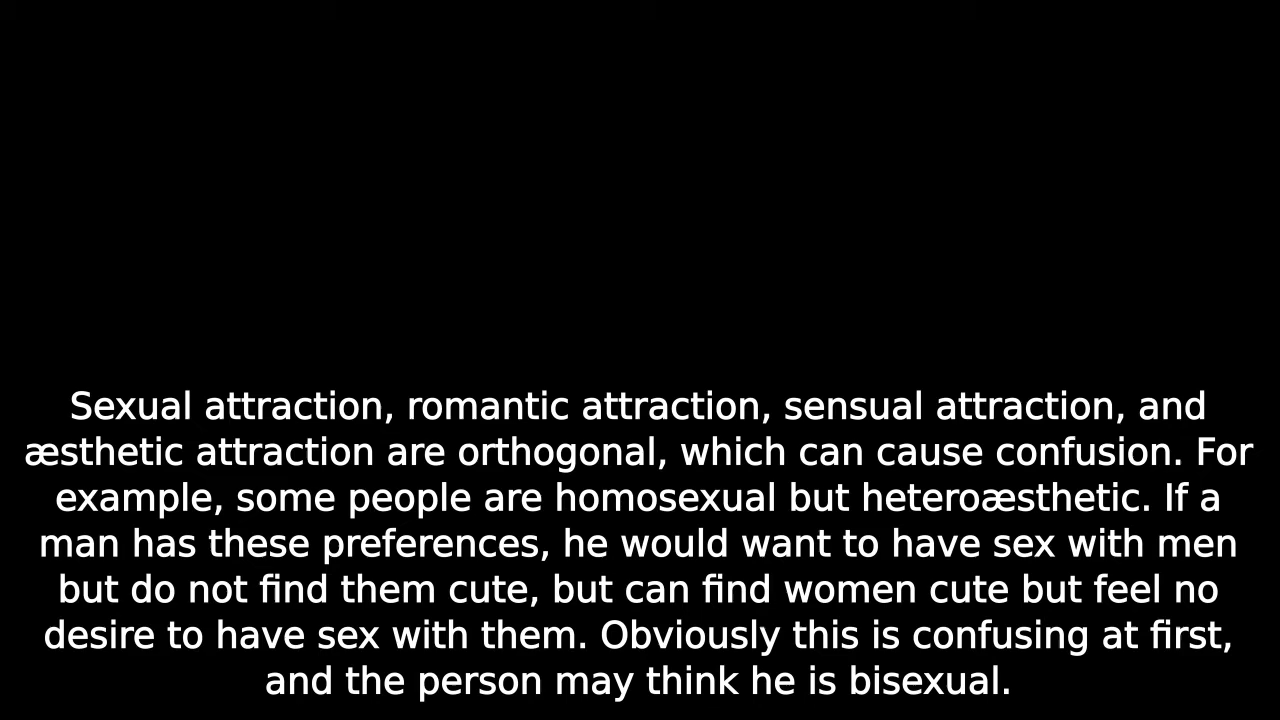 Sexual attraction, romantic attraction, sensual attraction, and
æsthetic attraction are orthogonal, which can cause confusion. For
example, some people are homosexual but heteroæsthetic. If a
man has these preferences, he would want to have sex with men
but do not find them cute, but can find women cute but feel no
desire to have sex with them. Obviously this is confusing at first,
and the person may think he is bisexual.